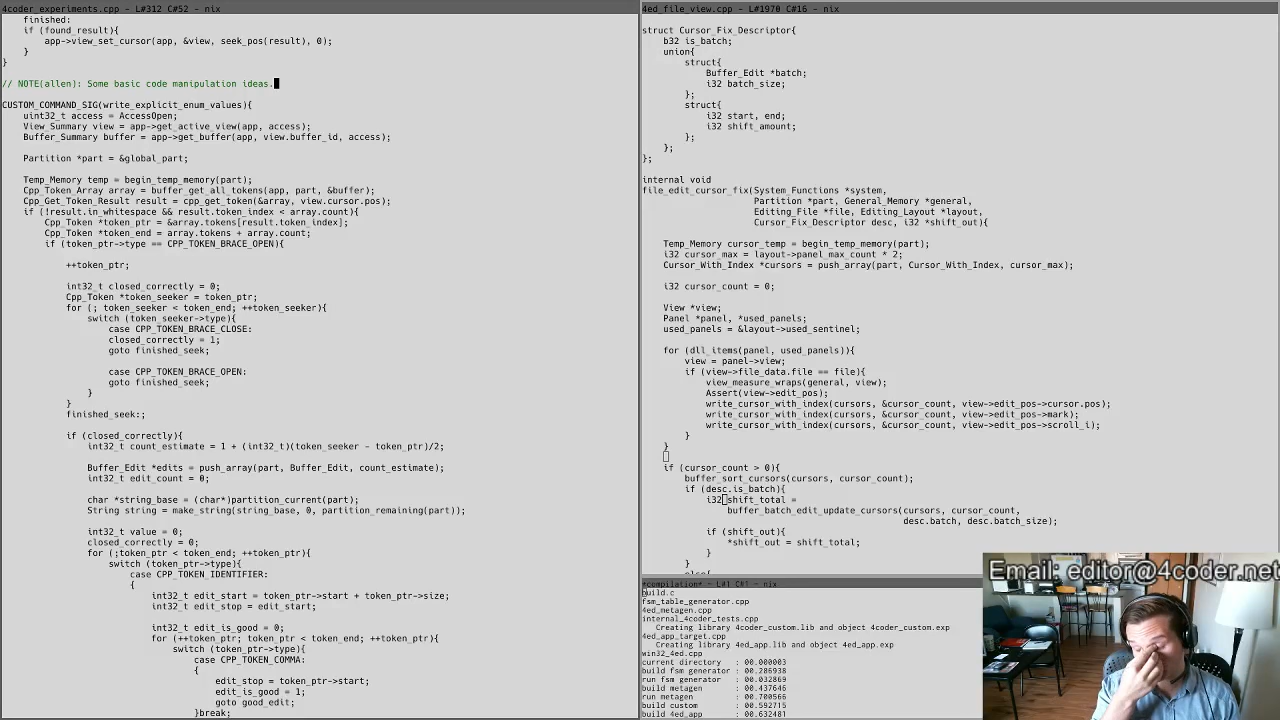 4coder_experiments.cpp - L#312 C#52 - nix
finished:
if (found_result){
app->view_set_cursor(app, &view, seek_pos(result), 0);
}
}
// NOTE(allen): Some basic code manipulation ideas.
CUSTOM_COMMAND_SIG(write_explicit_enum_values){
uint32_t access = AccessOpen;
View_Summary view = app->get_active_view(app, access);
Buffer_Summary buffer = app->get_buffer(app, view.buffer_id, access);
Partition *part = &global_part;
Temp_Memory temp = begin_temp_memory(part);
Cpp_Token_Array array = buffer_get_all_tokens(app, part, &buffer);
Cpp_Get_Token_Result result = cpp_get_token(&array, view.cursor.pos);
if (!result.in_whitespace && result.token_index < array.count){
Cpp_Token *token_ptr = &array.tokens[result.token_index];
Cpp_Token *token_end = array.tokens + array.count;
if (token_ptr->type == CPP_TOKEN_BRACE_OPEN){
++token_ptr;
int32_t closed_correctly = 0;
Cpp_Token *token_seeker = token_ptr;
for (; token_seeker < token_end; ++token_seeker){
switch (token_seeker->type){
case CPP_TOKEN_BRACE_CLOSE:
closed_correctly = 1;
goto finished_seek;
case CPP_TOKEN_BRACE_OPEN:
goto finished_seek;
}
}
finished_seek:;
if (closed_correctly){
int32_t count_estimate = 1 + (int32_t)(token_seeker - token_ptr)/2;
Buffer_Edit *edits = push_array(part, Buffer_Edit, count_estimate);
int32_t edit_count = 0;
char *string_base = (char*)partition_current(part);
String string = make_string(string_base, 0, partition_remaining(part));
int32_t value = 0;
closed_correctly = 0;
for (;token_ptr < token_end; ++token_ptr){
switch (token_ptr->type){
case CPP_TOKEN_IDENTIFIER:
{
int32_t edit_start = token_ptr->start + token_ptr->size;
int32_t edit_stop = edit_start;
int32_t edit_is_good = 0;
for (++token_ptr; token_ptr < token_end; ++token_ptr){
switch (token_ptr->type){
case CPP_TOKEN_COMMA:
{
edit_stop = token_ptr->start;
edit_is_good = 1;
goto good_edit;
}break;
4ed_file_view.cpp - L#1970 C#16 - nix
struct Cursor_Fix_Descriptor{
b32 is_batch;
union{
struct{
Buffer_Edit *batch;
i32 batch_size;
};
struct{
i32 start, end;
i32 shift_amount;
};
};
};
internal void
file_edit_cursor_fix(System_Functions *system,
Partition *part, General_Memory *general,
Editing_File *file, Editing_Layout *layout,
Cursor_Fix_Descriptor desc, i32 *shift_out){
Temp_Memory cursor_temp = begin_temp_memory(part);
i32 cursor_max = layout->panel_max_count * 2;
Cursor_With_Index *cursors = push_array(part, Cursor_With_Index, cursor_max);
i32 cursor_count = 0;
View *view;
Panel *panel, *used_panels;
used_panels = &layout->used_sentinel;
for (dll_items(panel, used_panels)){
view = panel->view;
if (view->file_data.file == file){
view_measure_wraps(general, view);
Assert(view->edit_pos);
write_cursor_with_index(cursors, &cursor_count, view->edit_pos->cursor.pos);
write_cursor_with_index(cursors, &cursor_count, view->edit_pos->mark);
write_cursor_with_index(cursors, &cursor_count, view->edit_pos->scroll_i);
}
}
if (cursor_count > 0){
buffer_sort_cursors(cursors, cursor_count);
if (desc.is_batch){
i32 shift_total =
buffer_batch_edit_update_cursors(cursors, cursor_count,
desc.batch, desc.batch_size);
if (shift_out){
*shift_out = shift_total;
}
}
else{
*compilation* - L#1 C#1 - nix
build.c
fsm_table_generator.cpp
4ed_metagen.cpp
internal_4coder_tests.cpp
Creating library 4coder_custom.lib and object 4coder_custom.exp
4ed_app_target.cpp
Creating library 4ed_app.lib and object 4ed_app.exp
win32_4ed.cpp
current directory : 00.000003
build fsm generator : 00.206938
run fsm generator : 00.032869
build metagen : 00.437646
run metagen : 00.700566
build custom : 00.592715
build 4ed_app : 00.632481
Email: editor@4coder.net